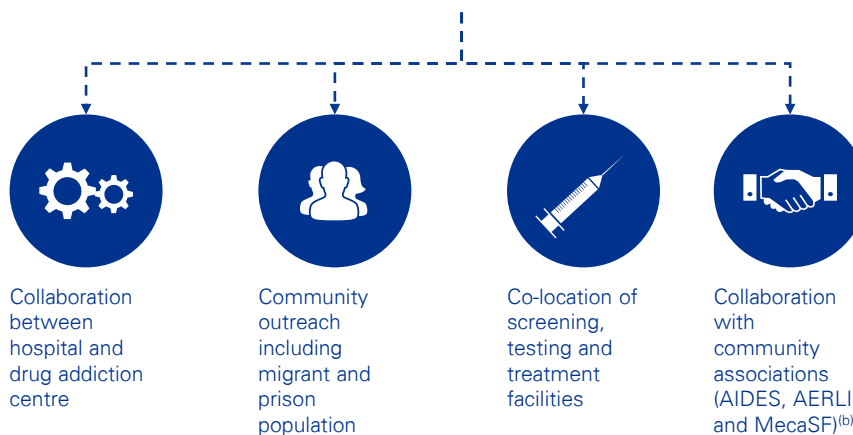 Collaboration
between
hospital and
drug addiction
centre
Community
outreach
including
migrant and
prison
population
Co-location of
screening,
testing and
treatment
facilities
Collaboration
with
community
associations
(AIDES, AERLI
and MecaSF)(b)